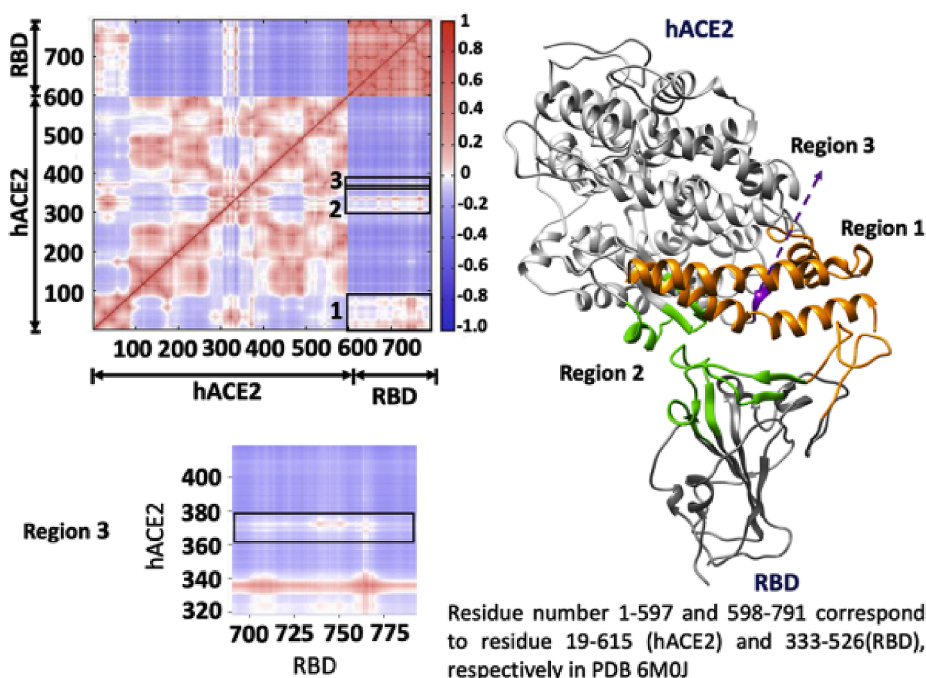 hACE2
RBD
700
600
500
400
300
200
100
hACE2
3
2
1
1
0.8
0.6
0.4
0.2
0
-0.2
-0.4
-0.6
-0.8
-1.0
100 200 300 400 500 600 700
hACE2
RBD
Region 3
Region 1
Region 2
RBD
Region 3
hACE2
400
380
360
340
320
700 725 750 775
RBD
Residue number 1-597 and 598-791 correspond
to residue 19-615 (hACE2) and 333-526(RBD),
respectively in PDB 6M0J